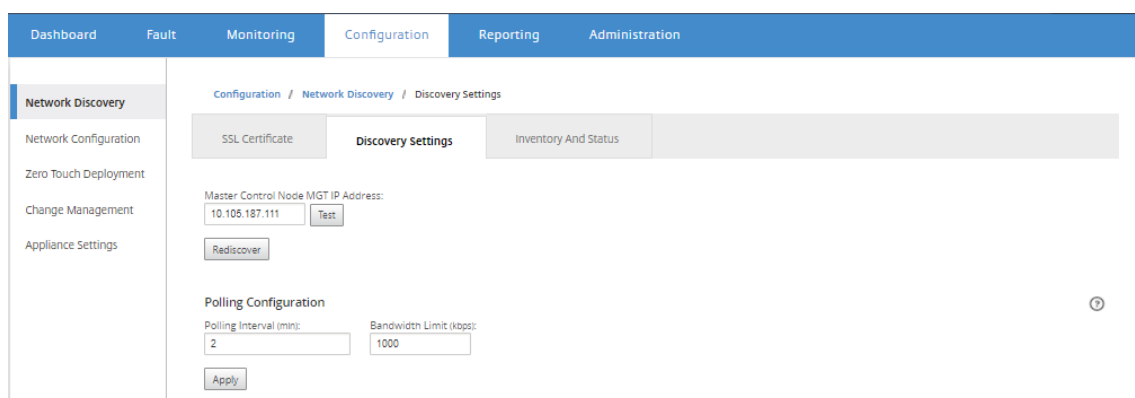 Dashboard Fault Monitoring Configuration Reporting Administration
Network Discovery
Network Configuration
Zero Touch Deployment
Change Management
Appliance Settings
Configuration / Network Discovery / Discovery Settings
SSL Certificate Discovery Settings Inventory And Status
Master Control Node MGT IP Address:
10.105.187.111 Test
Rediscover
Polling Configuration ?
Polling Interval (min): Bandwidth Limit (kbps):
2 1000
Apply